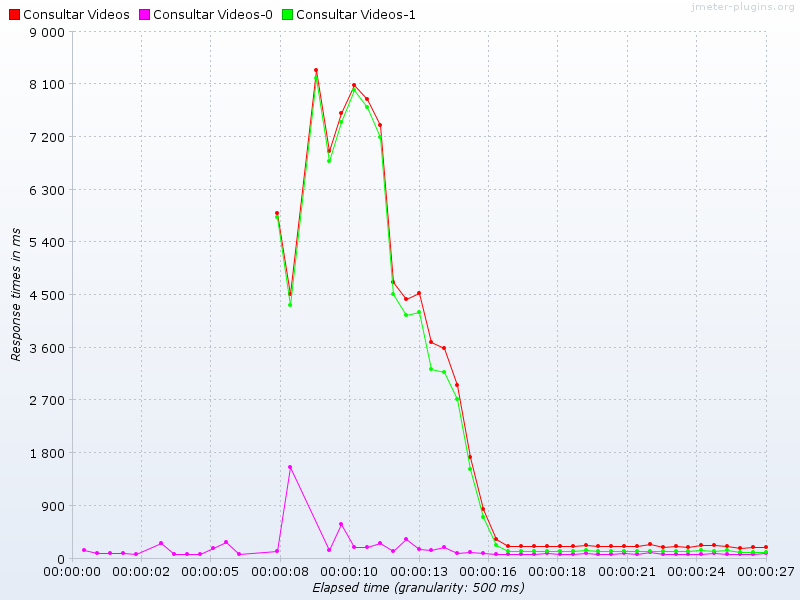 jmeter-plugins.org
Consultar Videos Consultar Videos-0 Consultar Videos-1
9 000
8 100
7 200
6 300
5 400
4 500
3 600
2 700
1 800
900
0
Response times in ms
00:00:00 00:00:02 00:00:05 00:00:08 00:00:10 00:00:13 00:00:16 00:00:18 00:00:21 00:00:24 00:00:27
Elapsed time (granularity: 500 ms)